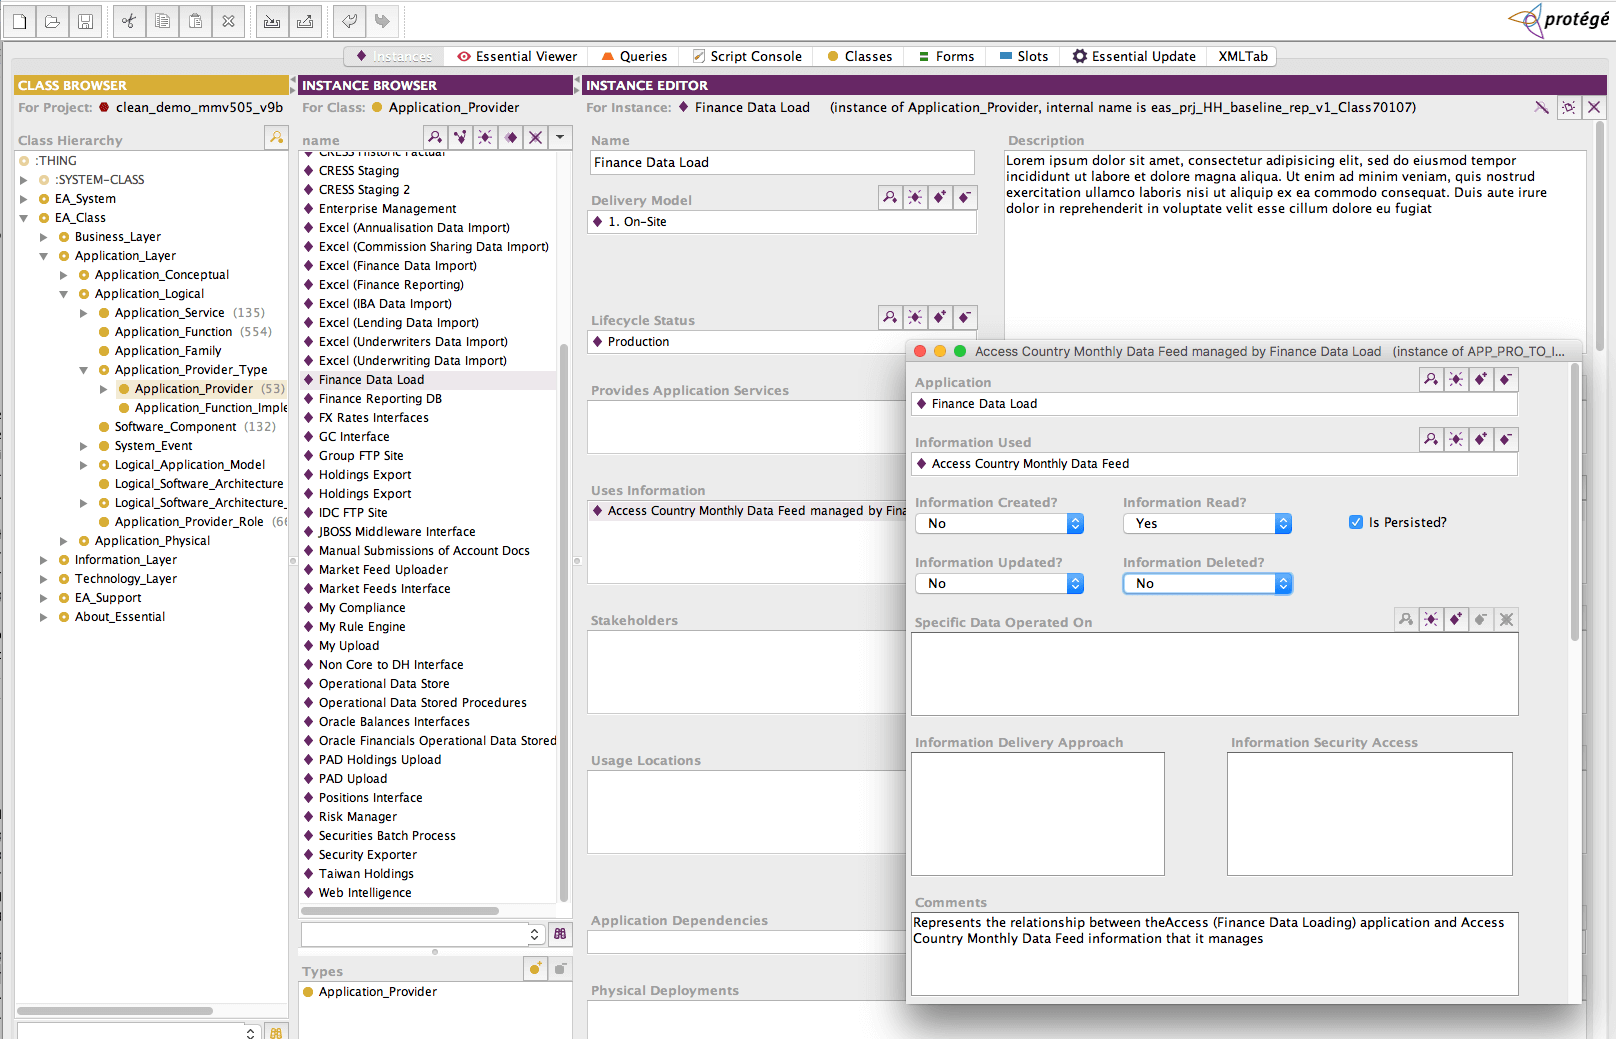 protégé
Instances
Essential Viewer
Queries
Script Console
Classes
Forms
Slots
Essential Update
XMLTab
CLASS BROWSER
For Project: clean_demo_mmv505_v9b
Class Hierarchy
:THING
:SYSTEM-CLASS
EA_System
EA_Class
Business_Layer
Application_Layer
Application_Conceptual
Application_Logical
Application_Service (135)
Application_Function (554)
Application_Family
Application_Provider_Type
Application_Provider (53)
Application_Function_Imple
Software_Component (132)
System_Event
Logical_Application_Model
Logical_Software_Architecture
Logical_Software_Architecture_
Application_Provider_Role (66
Application_Physical
Information_Layer
Technology_Layer
EA_Support
About_Essential
INSTANCE BROWSER
For Class: Application_Provider
name
CRESS Historic Factual
CRESS Staging
CRESS Staging 2
Enterprise Management
Excel (Annualisation Data Import)
Excel (Commission Sharing Data Import)
Excel (Finance Data Import)
Excel (Finance Reporting)
Excel (IBA Data Import)
Excel (Lending Data Import)
Excel (Underwriters Data Import)
Excel (Underwriting Data Import)
Finance Data Load
Finance Reporting DB
FX Rates Interfaces
GC Interface
Group FTP Site
Holdings Export
Holdings Export
IDC FTP Site
JBOSS Middleware Interface
Manual Submissions of Account Docs
Market Feed Uploader
Market Feeds Interface
My Compliance
My Rule Engine
My Upload
Non Core to DH Interface
Operational Data Store
Operational Data Stored Procedures
Oracle Balances Interfaces
Oracle Financials Operational Data Stored
PAD Holdings Upload
PAD Upload
Positions Interface
Risk Manager
Securities Batch Process
Security Exporter
Taiwan Holdings
Web Intelligence
Types
Application_Provider
INSTANCE EDITOR
For Instance: Finance Data Load (instance of Application_Provider, internal name is eas_prj_HH_baseline_rep_v1_Class70107)
Name
Finance Data Load
Delivery Model
1. On-Site
Lifecycle Status
Production
Provides Application Services
Uses Information
Access Country Monthly Data Feed managed by Fina
Stakeholders
Usage Locations
Application Dependencies
Physical Deployments
Description
Lorem ipsum dolor sit amet, consectetur adipisicing elit, sed do eiusmod tempor
incididunt ut labore et dolore magna aliqua. Ut enim ad minim veniam, quis nostrud
exercitation ullamco laboris nisi ut aliquip ex ea commodo consequat. Duis aute irure
dolor in reprehenderit in voluptate velit esse cillum dolore eu fugiat
Access Country Monthly Data Feed managed by Finance Data Load (instance of APP_PRO_TO_I...
Application
Finance Data Load
Information Used
Access Country Monthly Data Feed
Information Created?
Information Read?
No
Yes
Is Persisted?
Information Updated?
Information Deleted?
No
No
Specific Data Operated On
Information Delivery Approach
Information Security Access
Comments
Represents the relationship between theAccess (Finance Data Loading) application and Access
Country Monthly Data Feed information that it manages